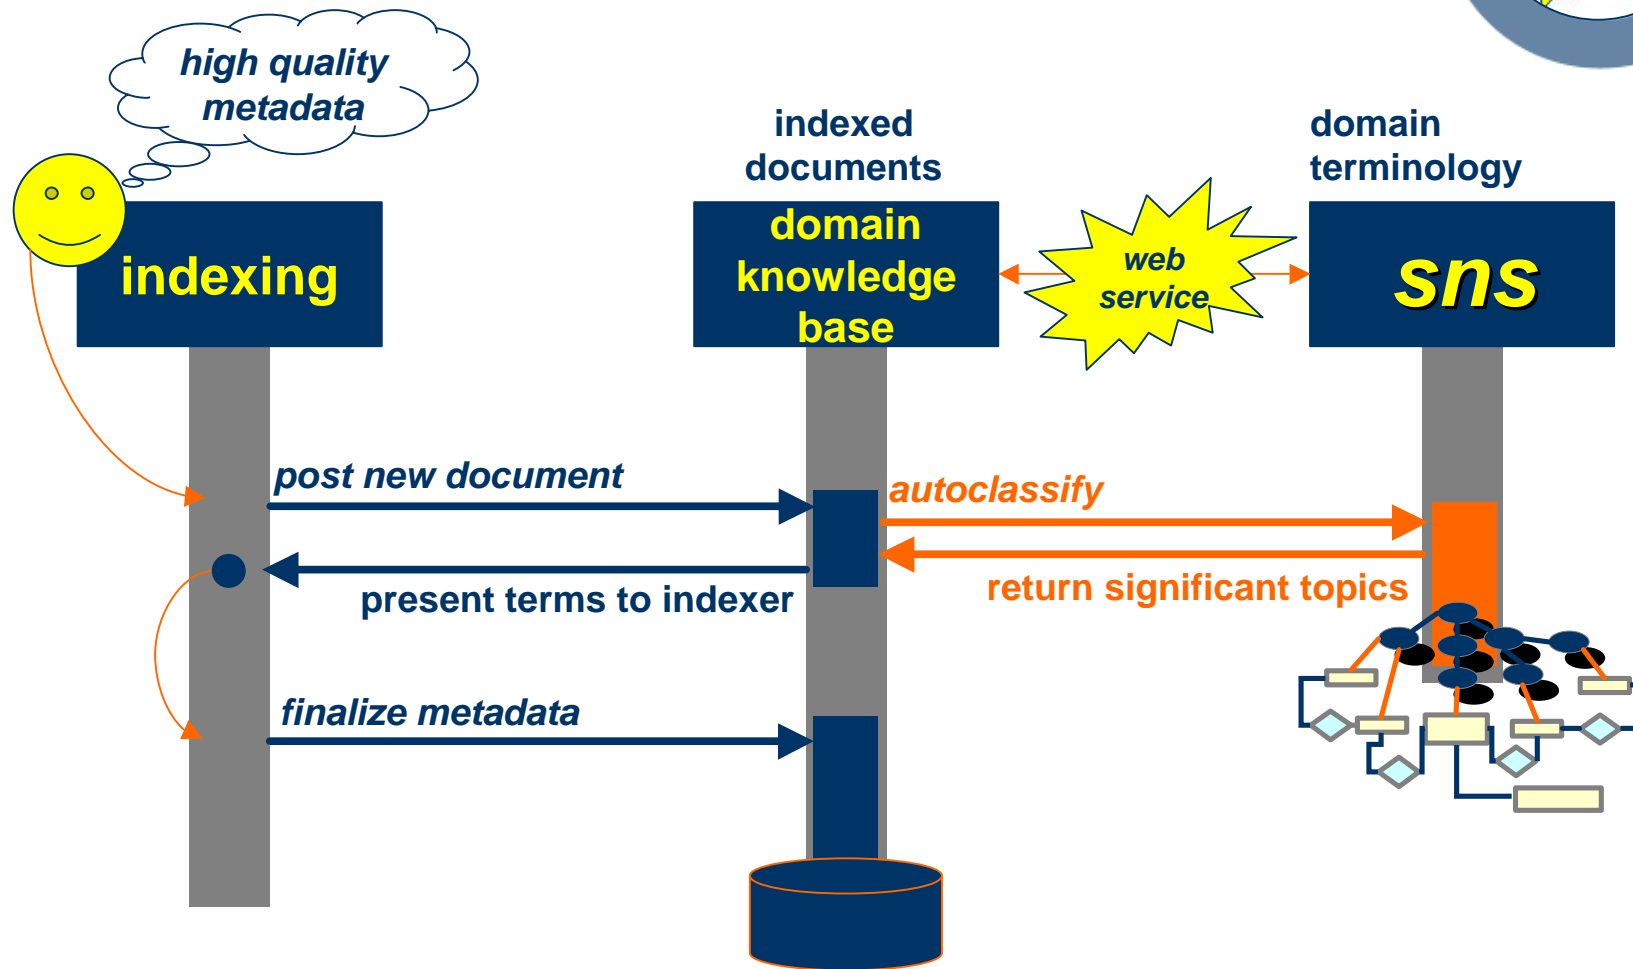 high quality
metadata
indexed
documents
domain
terminology
indexing
domain
knowledge
base
web
service
sns
post new document
autoclassify
return significant topics
present terms to indexer
finalize metadata